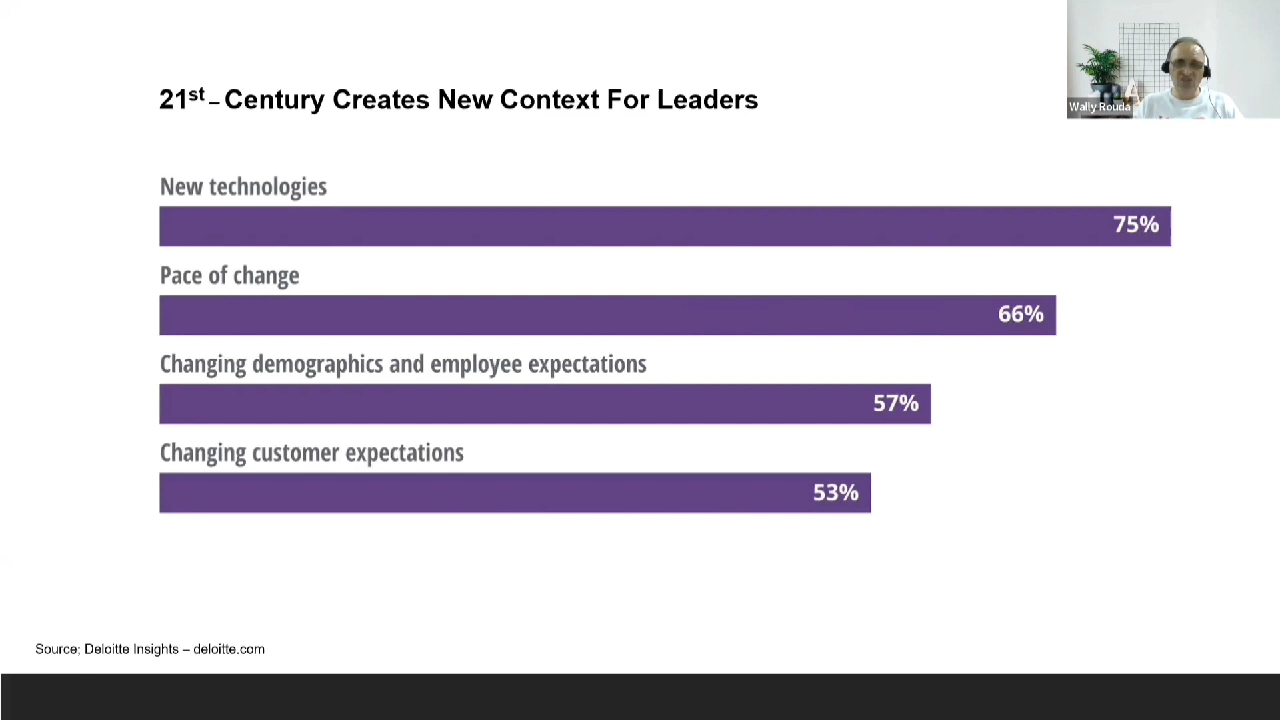 21st – Century Creates New Context For Leaders
Wally Rouda
New technologies
75%
Pace of change
66%
Changing demographics and employee expectations
57%
Changing customer expectations
53%
Source; Deloitte Insights – deloitte.com